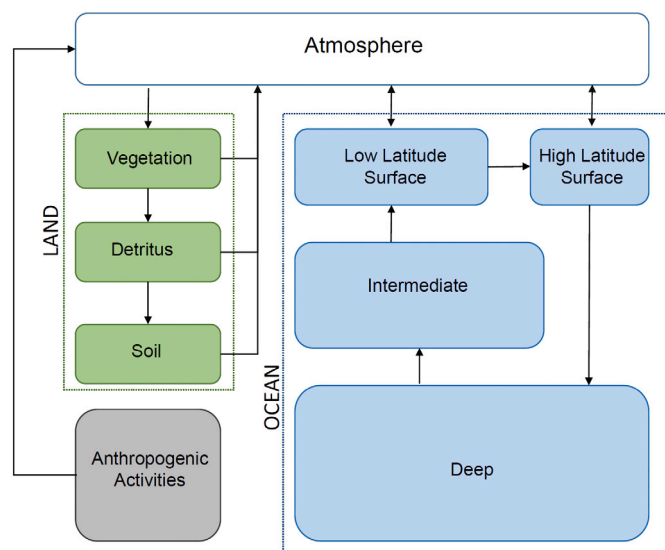 Atmosphere
LAND
Vegetation
Detritus
Soil
Anthropogenic
Activities
OCEAN
Low Latitude
Surface
High Latitude
Surface
Intermediate
Deep